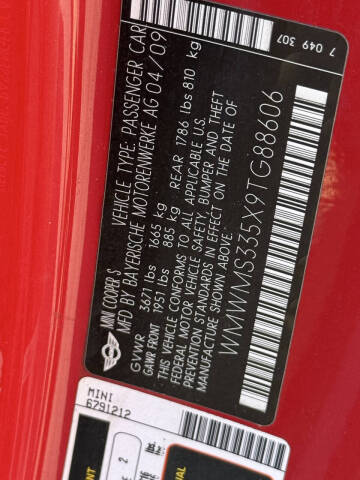 MINI COOPER S
VEHICLE TYPE: PASSENGER CAR
MFD BY BAYERISCHE MOTORENWERKE AG 04/09
GVWR 3671 lbs 1665 kg
GAWR FRONT 1951 lbs 885 kg REAR 1786 lbs 810 kg
THIS VEHICLE CONFORMS TO ALL APPLICABLE U.S.
FEDERAL MOTOR VEHICLE SAFETY, BUMPER AND THEFT
PREVENTION STANDARDS IN EFFECT ON THE DATE OF
MANUFACTURE SHOWN ABOVE.
WMWMS335X9TG88606
7 049 307
MINI
6791212
2
lbs.